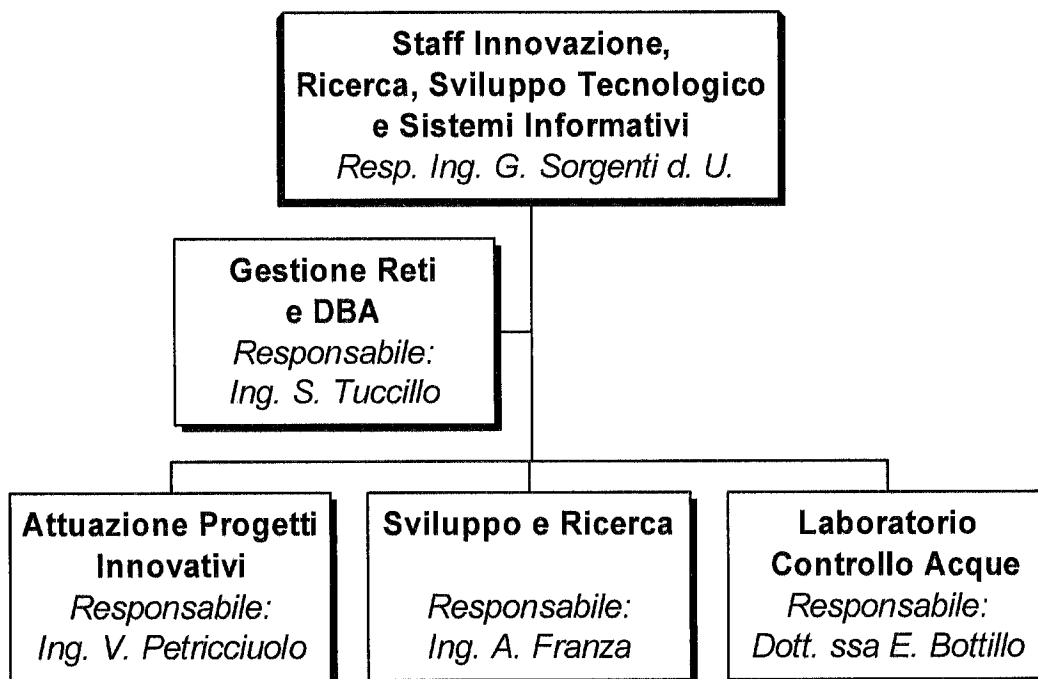 Staff Innovazione,
Ricerca, Sviluppo Tecnologico
e Sistemi Informativi
Resp. Ing. G. Sorgenti d. U.
Gestione Reti
e DBA
Responsabile:
Ing. S. Tuccillo
Attuazione Progetti
Innovativi
Responsabile:
Ing. V. Petricciuolo
Sviluppo e Ricerca
Responsabile:
Ing. A. Franza
Laboratorio
Controllo Acque
Responsabile:
Dott. ssa E. Bottillo